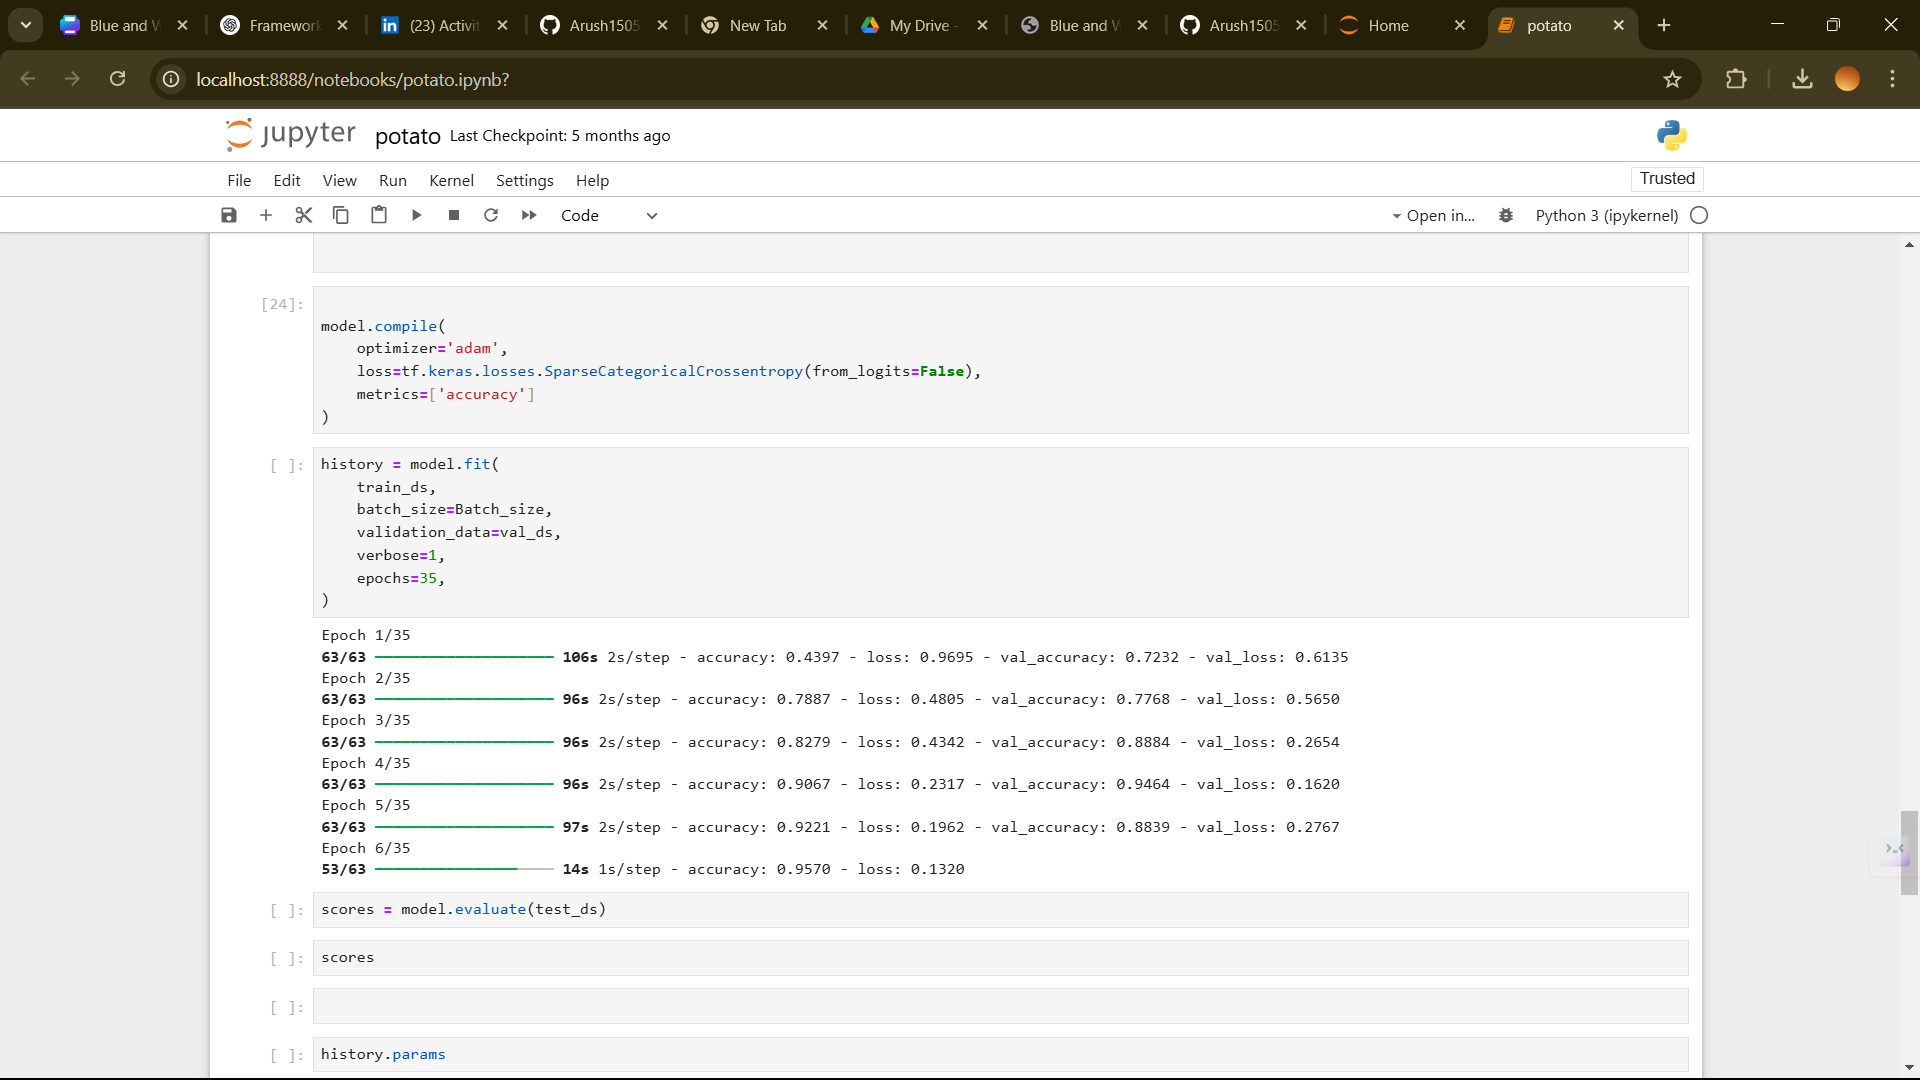 Blue and W
Framework
(23) Activit
Arush1505
New Tab
My Drive -
Blue and W
Arush1505
Home
potato
localhost:8888/notebooks/potato.ipynb?
jupyter potato Last Checkpoint: 5 months ago
File Edit View Run Kernel Settings Help
Trusted
Code
Open in...
Python 3 (ipykernel)
[24]:
model.compile(
    optimizer='adam',
    loss=tf.keras.losses.SparseCategoricalCrossentropy(from_logits=False),
    metrics=['accuracy']
)
[ ]: history = model.fit(
    train_ds,
    batch_size=Batch_size,
    validation_data=val_ds,
    verbose=1,
    epochs=35,
)
Epoch 1/35
63/63 106s 2s/step - accuracy: 0.4397 - loss: 0.9695 - val_accuracy: 0.7232 - val_loss: 0.6135
Epoch 2/35
63/63 96s 2s/step - accuracy: 0.7887 - loss: 0.4805 - val_accuracy: 0.7768 - val_loss: 0.5650
Epoch 3/35
63/63 96s 2s/step - accuracy: 0.8279 - loss: 0.4342 - val_accuracy: 0.8884 - val_loss: 0.2654
Epoch 4/35
63/63 96s 2s/step - accuracy: 0.9067 - loss: 0.2317 - val_accuracy: 0.9464 - val_loss: 0.1620
Epoch 5/35
63/63 97s 2s/step - accuracy: 0.9221 - loss: 0.1962 - val_accuracy: 0.8839 - val_loss: 0.2767
Epoch 6/35
53/63 14s 1s/step - accuracy: 0.9570 - loss: 0.1320
[ ]: scores = model.evaluate(test_ds)
[ ]: scores
[ ]:
[ ]: history.params